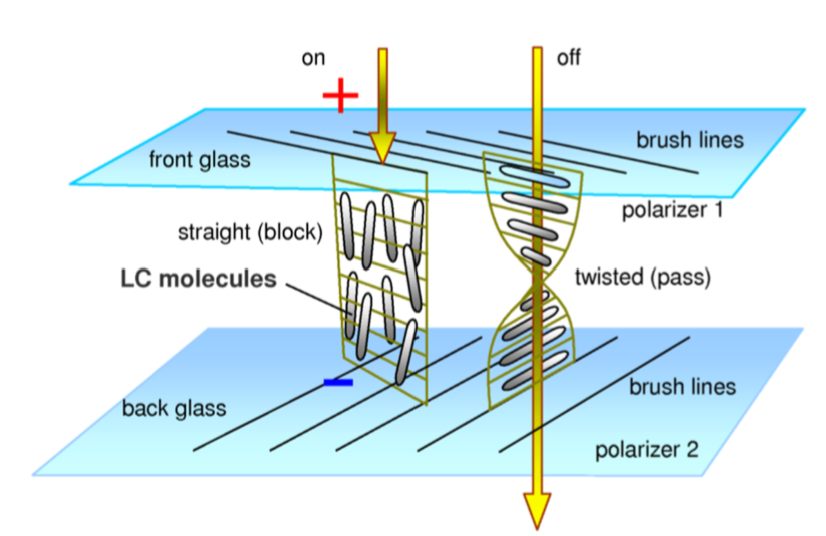 on
off
+
brush lines
front glass
polarizer 1
straight (block)
LC molecules
twisted (pass)
−
brush lines
back glass
polarizer 2